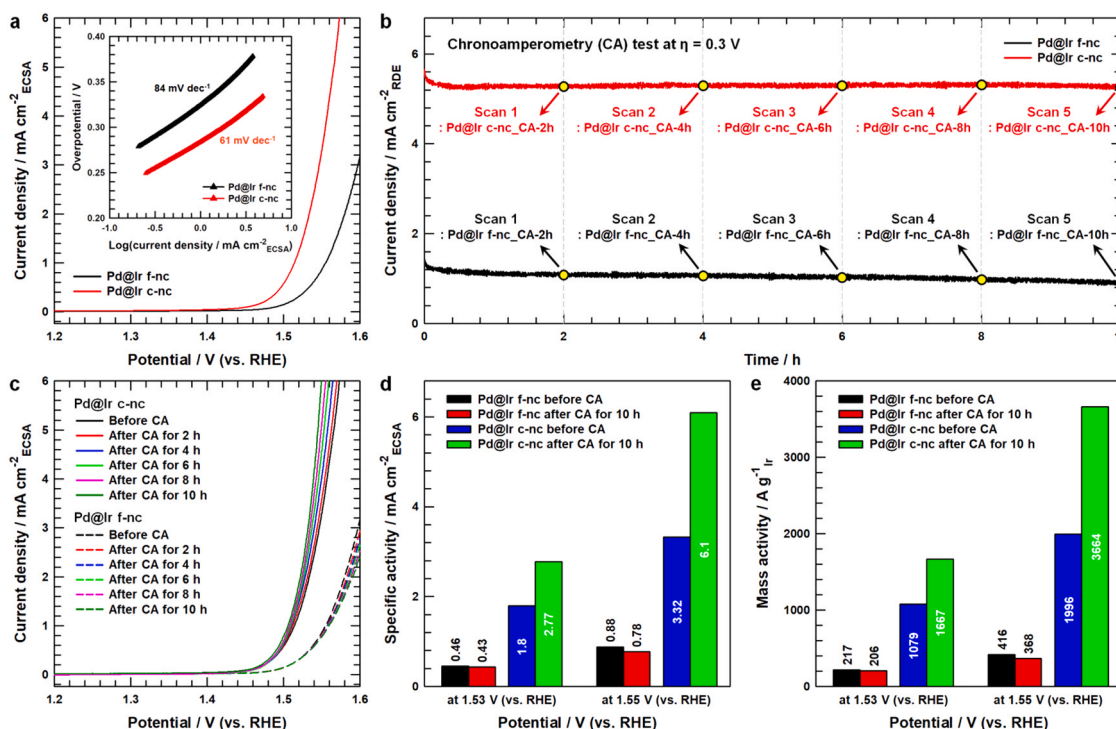 a
Current density / mA cm⁻²ECSA
6
5
4
3
2
1
0
1.2 1.3 1.4 1.5 1.6
Potential / V (vs. RHE)
Pd@Ir f-nc
Pd@Ir c-nc
Overpotential / V
0.40
0.35
0.30
0.25
0.20
-1.0 -0.5 0.0 0.5 1.0
Log(current density / mA cm⁻²ECSA)
84 mV dec⁻¹
61 mV dec⁻¹
Pd@Ir f-nc
Pd@Ir c-nc
b
Current density / mA cm⁻²RDE
6
4
2
0
Chronoamperometry (CA) test at η = 0.3 V
Pd@Ir f-nc
Pd@Ir c-nc
Scan 1 Scan 2 Scan 3 Scan 4 Scan 5
: Pd@Ir c-nc_CA-2h : Pd@Ir c-nc_CA-4h : Pd@Ir c-nc_CA-6h : Pd@Ir c-nc_CA-8h : Pd@Ir c-nc_CA-10h
Scan 1 Scan 2 Scan 3 Scan 4 Scan 5
: Pd@Ir f-nc_CA-2h : Pd@Ir f-nc_CA-4h : Pd@Ir f-nc_CA-6h : Pd@Ir f-nc_CA-8h : Pd@Ir f-nc_CA-10h
0 2 4 6 8
Time / h
c
Current density / mA cm⁻²ECSA
6
5
4
3
2
1
0
Pd@Ir c-nc
Before CA
After CA for 2 h
After CA for 4 h
After CA for 6 h
After CA for 8 h
After CA for 10 h
Pd@Ir f-nc
Before CA
After CA for 2 h
After CA for 4 h
After CA for 6 h
After CA for 8 h
After CA for 10 h
1.2 1.3 1.4 1.5 1.6
Potential / V (vs. RHE)
d
Specific activity / mA cm⁻²ECSA
6
4
2
0
Pd@Ir f-nc before CA
Pd@Ir f-nc after CA for 10 h
Pd@Ir c-nc before CA
Pd@Ir c-nc after CA for 10 h
0.46
0.43
1.8
2.77
0.88
0.78
3.32
6.1
at 1.53 V (vs. RHE) at 1.55 V (vs. RHE)
Potential / V (vs. RHE)
e
Mass activity / A g⁻¹Ir
4000
3000
2000
1000
0
Pd@Ir f-nc before CA
Pd@Ir f-nc after CA for 10 h
Pd@Ir c-nc before CA
Pd@Ir c-nc after CA for 10 h
217
206
1079
1667
416
368
1996
3664
at 1.53 V (vs. RHE) at 1.55 V (vs. RHE)
Potential / V (vs. RHE)